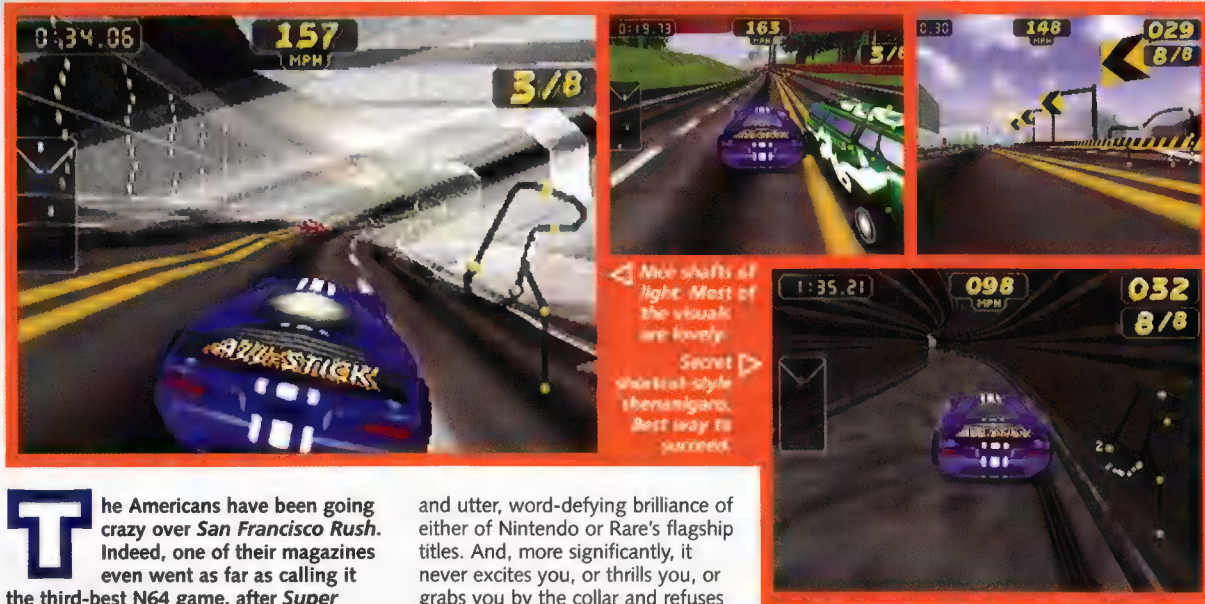 0:34.06
157
MPH
3/8
0:19.73
163
MPH
3/8
0.30
148
MPH
029
8/8
Nice shafts of
light. Most of
the visuals
are lovely.
Secret
shortcut-style
shenanigans.
Best way to
succeed.
1:35.21
098
MPH
032
8/8
2
The Americans have been going
crazy over San Francisco Rush.
Indeed, one of their magazines
even went as far as calling it
the third-best N64 game, after Super
and utter, word-defying brilliance of
either of Nintendo or Rare's flagship
titles. And, more significantly, it
never excites you, or thrills you, or
grabs you by the collar and refuses